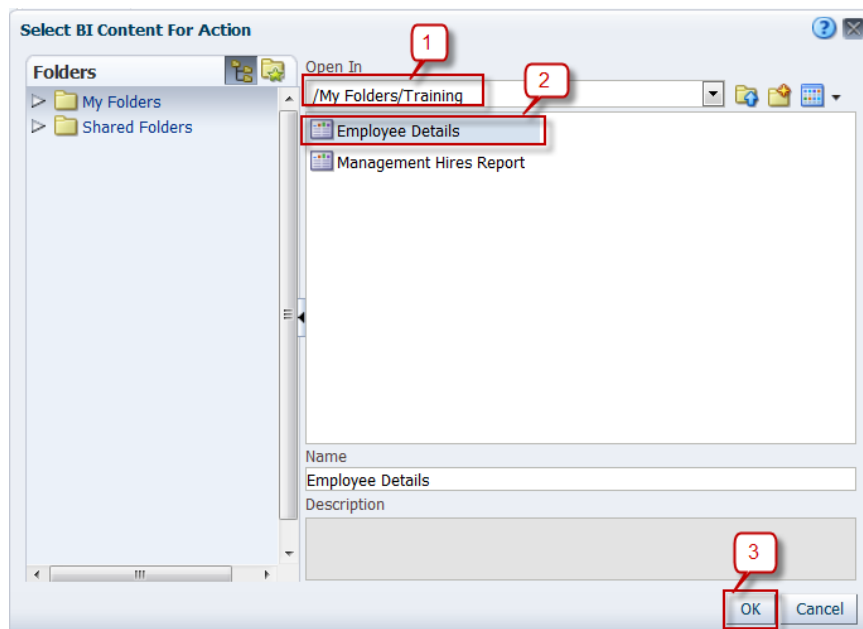 Select BI Content For Action
?
1
Folders
Open In
/My Folders/Training
2
My Folders
Shared Folders
Employee Details
Management Hires Report
Name
Employee Details
Description
3
OK
Cancel